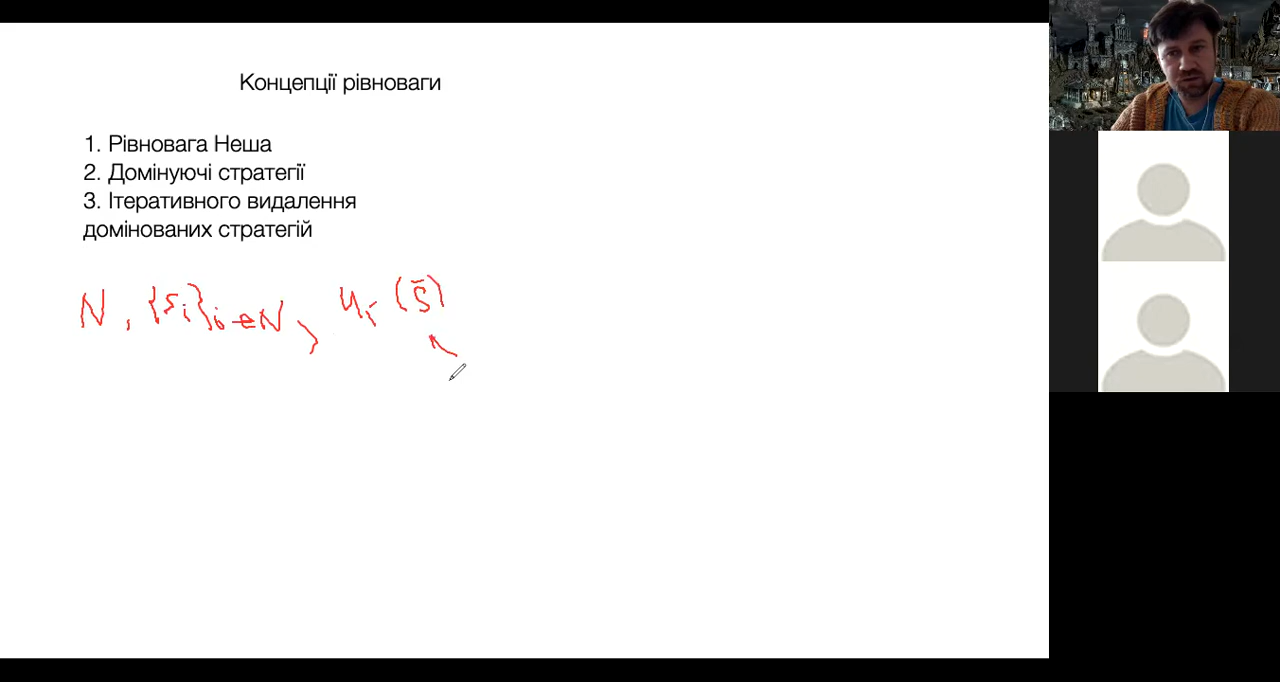 Концепції рівноваги
1. Рівновага Неша
2. Домінуючі стратегії
3. Ітеративного видалення
домінованих стратегій
N, {Si}i∈N, ui (S̄)